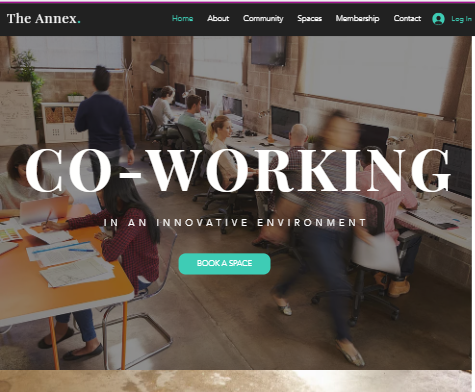 The Annex.
Home About Community Spaces Membership Contact Log In
CO-WORKING
IN AN INNOVATIVE ENVIRONMENT
BOOK A SPACE